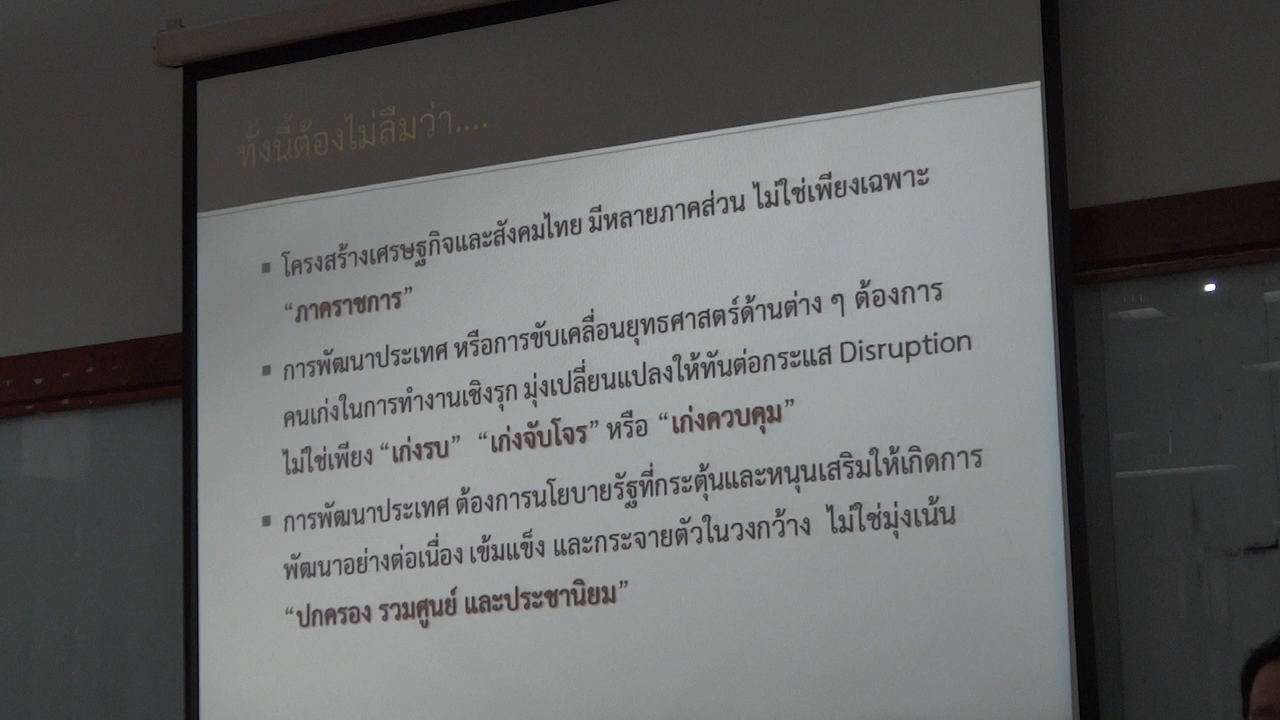 ทั้งนี้ต้องไม่ลืมว่า....
▪ โครงสร้างเศรษฐกิจและสังคมไทย มีหลายภาคส่วน ไม่ใช่เพียงเฉพาะ
“ภาคราชการ”
▪ การพัฒนาประเทศ หรือการขับเคลื่อนยุทธศาสตร์ด้านต่าง ๆ ต้องการ
คนเก่งในการทำงานเชิงรุก มุ่งเปลี่ยนแปลงให้ทันต่อกระแส Disruption
ไม่ใช่เพียง “เก่งรบ” “เก่งจับโจร” หรือ “เก่งควบคุม”
▪ การพัฒนาประเทศ ต้องการนโยบายรัฐที่กระตุ้นและหนุนเสริมให้เกิดการ
พัฒนาอย่างต่อเนื่อง เข้มแข็ง และกระจายตัวในวงกว้าง ไม่ใช่มุ่งเน้น
“ปกครอง รวมศูนย์ และประชานิยม”